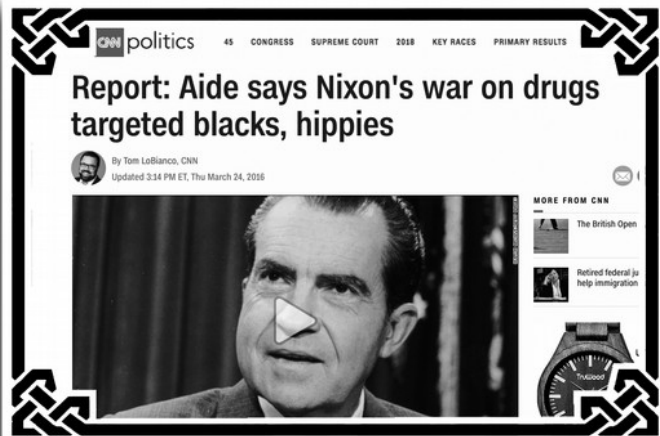 CNN politics 45 CONGRESS SUPREME COURT 2018 KEY RACES PRIMARY RESULTS
Report: Aide says Nixon's war on drugs
targeted blacks, hippies
By Tom LoBianco, CNN
Updated 3:14 PM ET, Thu March 24, 2016
MORE FROM CNN
The British Open
Retired federal ju
help immigration
TruWood